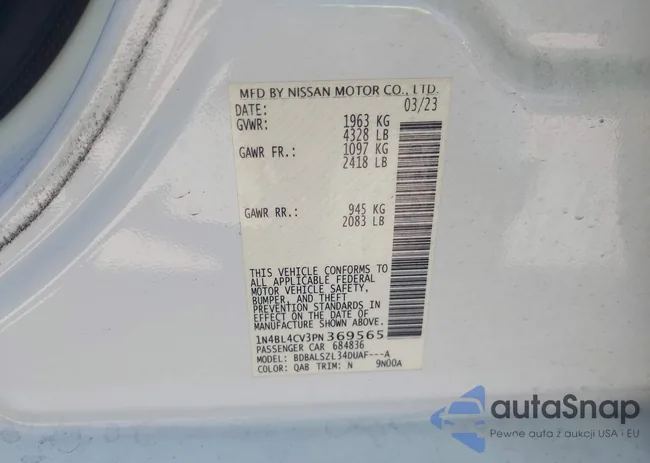 MFD BY NISSAN MOTOR CO., LTD.
DATE: 03/23
GVWR: 1963 KG
4328 LB
GAWR FR.: 1097 KG
2418 LB
GAWR RR.: 945 KG
2083 LB
THIS VEHICLE CONFORMS TO
ALL APPLICABLE FEDERAL
MOTOR VEHICLE SAFETY,
BUMPER, AND THEFT
PREVENTION STANDARDS IN
EFFECT ON THE DATE OF
MANUFACTURE SHOWN ABOVE.
1N4BL4CV3PN369565
PASSENGER CAR 684836
MODEL: BDBALSZL34DUAF---A
COLOR: QAB TRIM: N 9N00A
autaSnap
Pewne auta z aukcji USA i EU